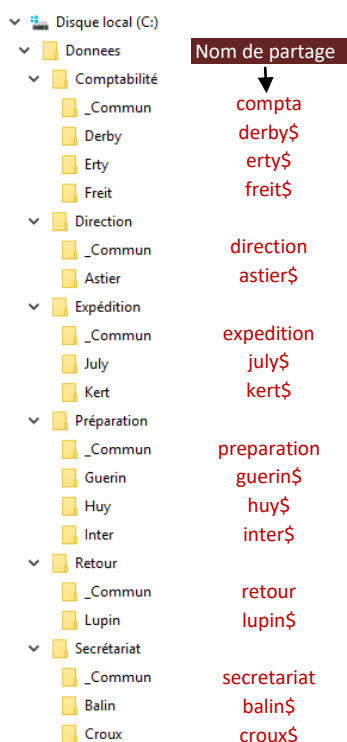 Disque local (C:)
Donnees Nom de partage
Comptabilité
_Commun compta
Derby derby$
Erty erty$
Freit freit$
Direction
_Commun direction
Astier astier$
Expédition
_Commun expedition
July july$
Kert kert$
Préparation
_Commun preparation
Guerin guerin$
Huy huy$
Inter inter$
Retour
_Commun retour
Lupin lupin$
Secrétariat
_Commun secretariat
Balin balin$
Croux croux$